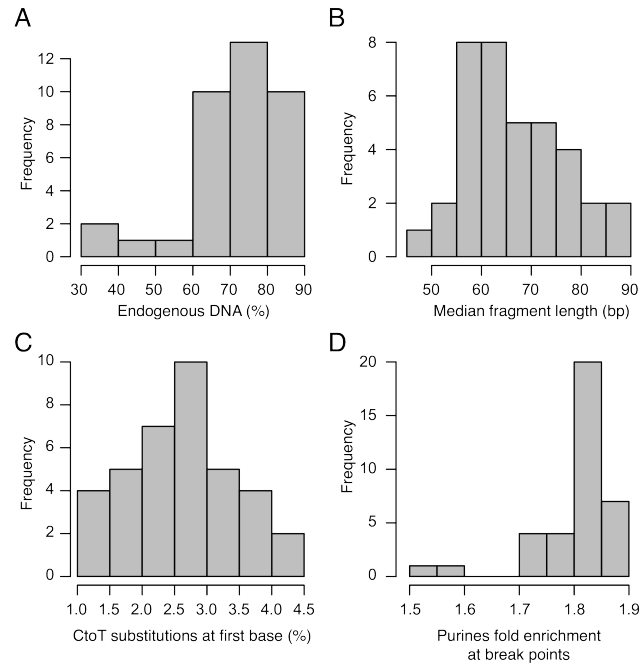 A
Frequency
0 2 4 6 8 10 12
30 40 50 60 70 80 90
Endogenous DNA (%)
B
Frequency
0 2 4 6 8
50 60 70 80 90
Median fragment length (bp)
C
Frequency
0 2 4 6 8 10
1.0 1.5 2.0 2.5 3.0 3.5 4.0 4.5
CtoT substitutions at first base (%)
D
Frequency
0 5 10 15 20
1.5 1.6 1.7 1.8 1.9
Purines fold enrichment
at break points